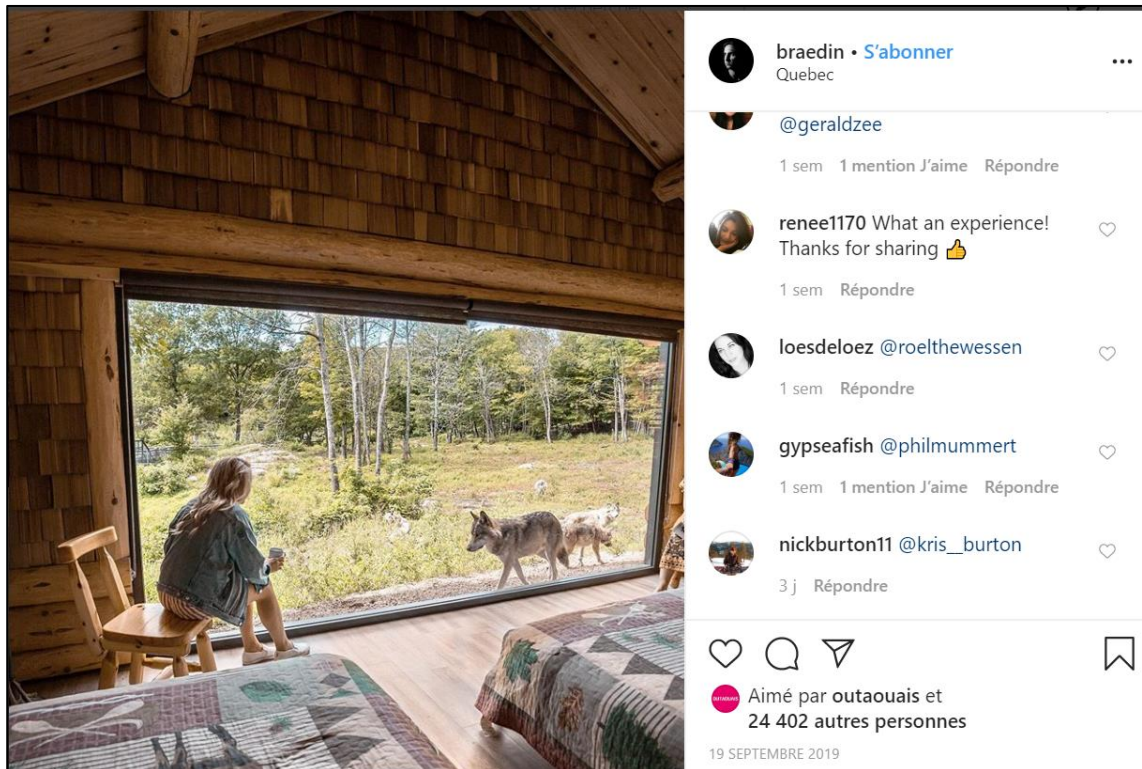 braedin • S'abonner
Quebec
@geraldzee
1 sem 1 mention J'aime Répondre
renee1170 What an experience!
Thanks for sharing 👍
1 sem Répondre
loesdeloez @roelthewessen
1 sem Répondre
gypseafish @philmummert
1 sem 1 mention J'aime Répondre
nickburton11 @kris__burton
3 j Répondre
OUTAOUAIS
Aimé par outaouais et
24 402 autres personnes
19 SEPTEMBRE 2019